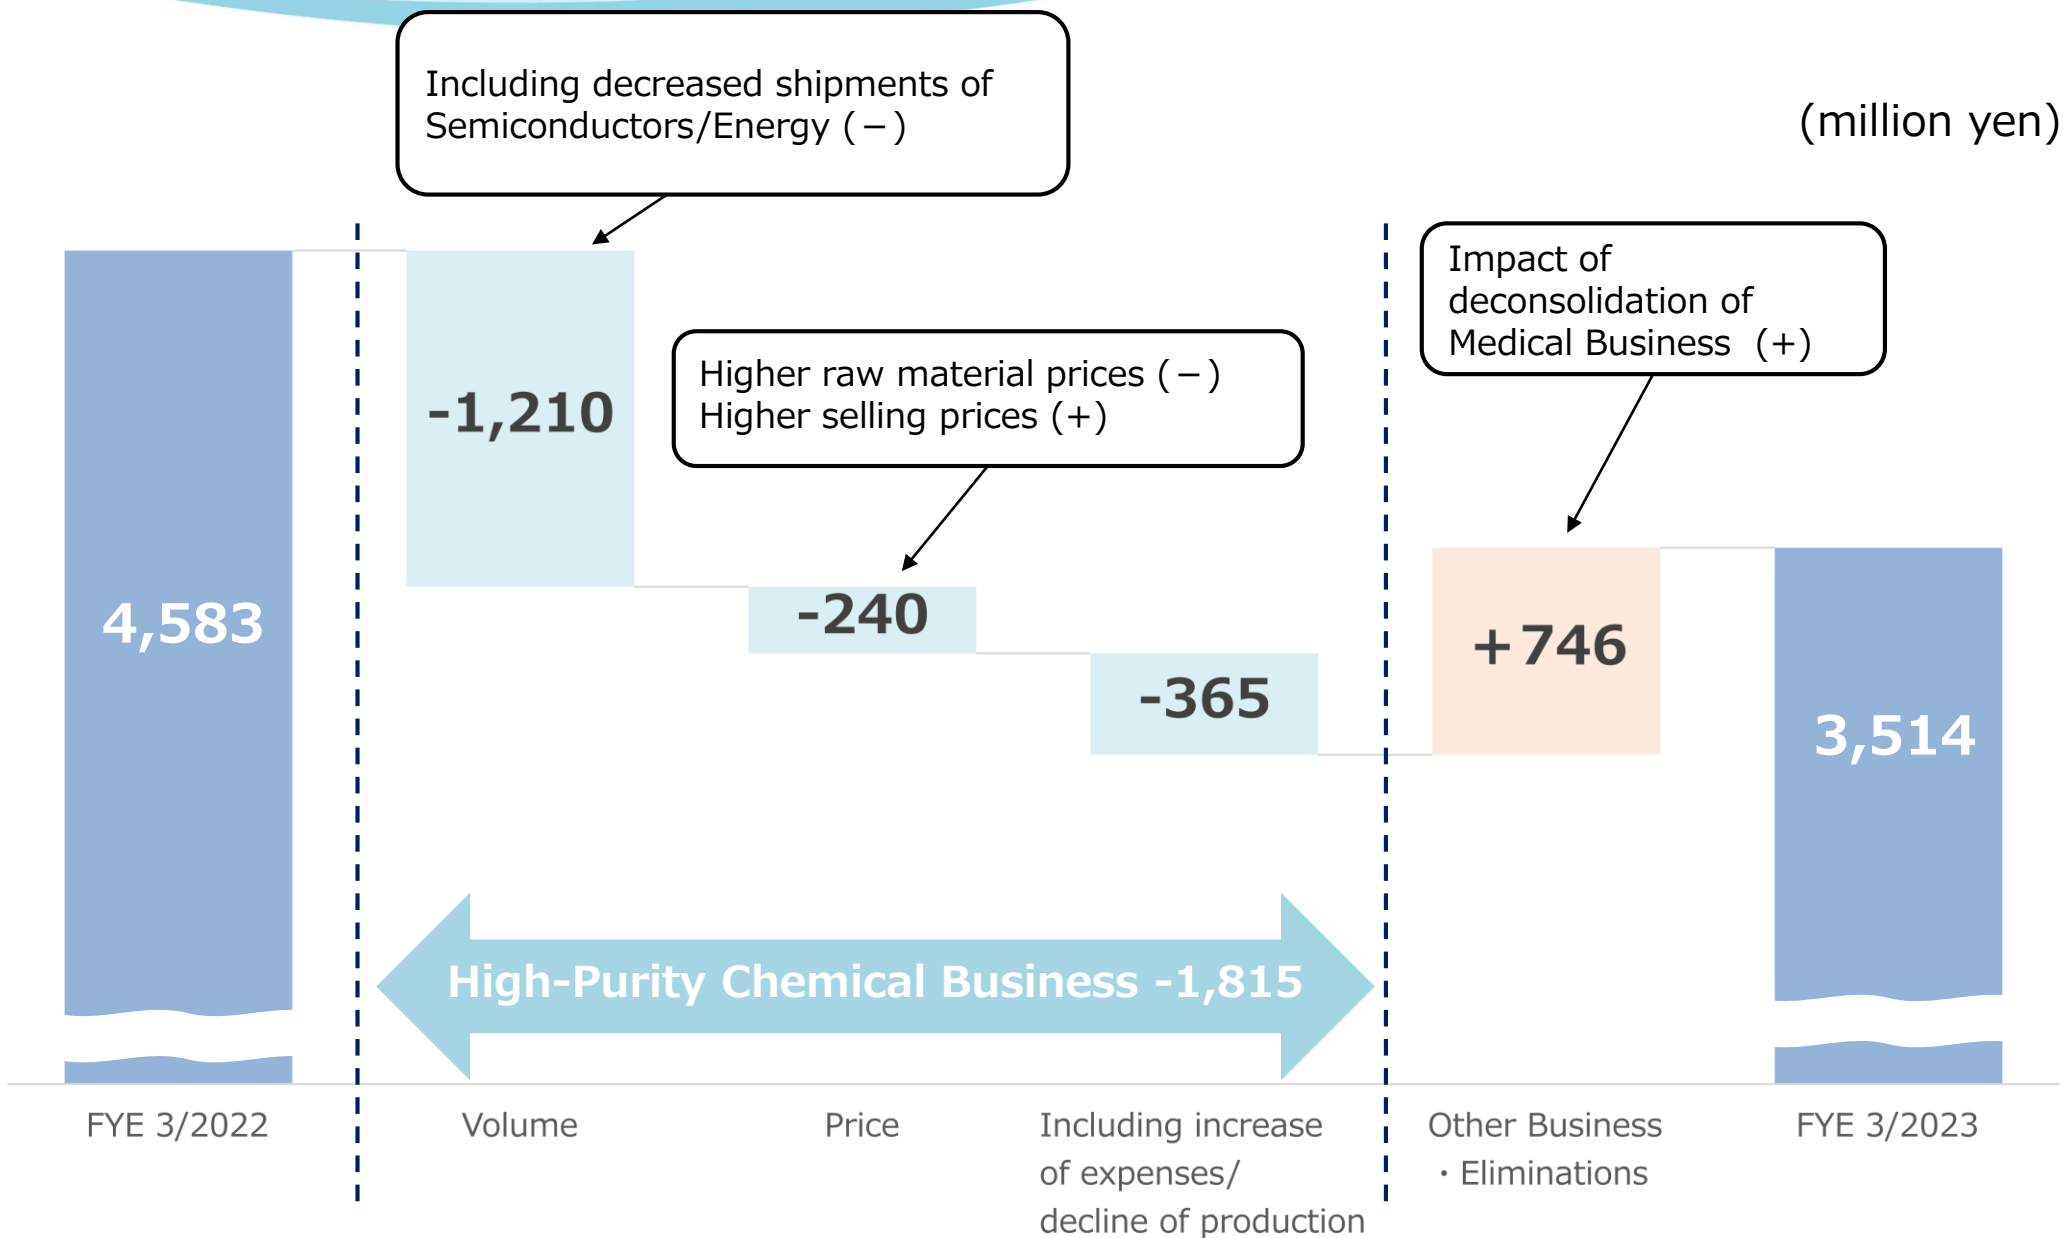 Including decreased shipments of
Semiconductors/Energy (−)
(million yen)
Impact of
deconsolidation of
Medical Business (+)
Higher raw material prices (−)
Higher selling prices (+)
-1,210
4,583
-240
-365
+746
3,514
High-Purity Chemical Business -1,815
FYE 3/2022
Volume
Price
Including increase
of expenses/
decline of production
Other Business
・Eliminations
FYE 3/2023